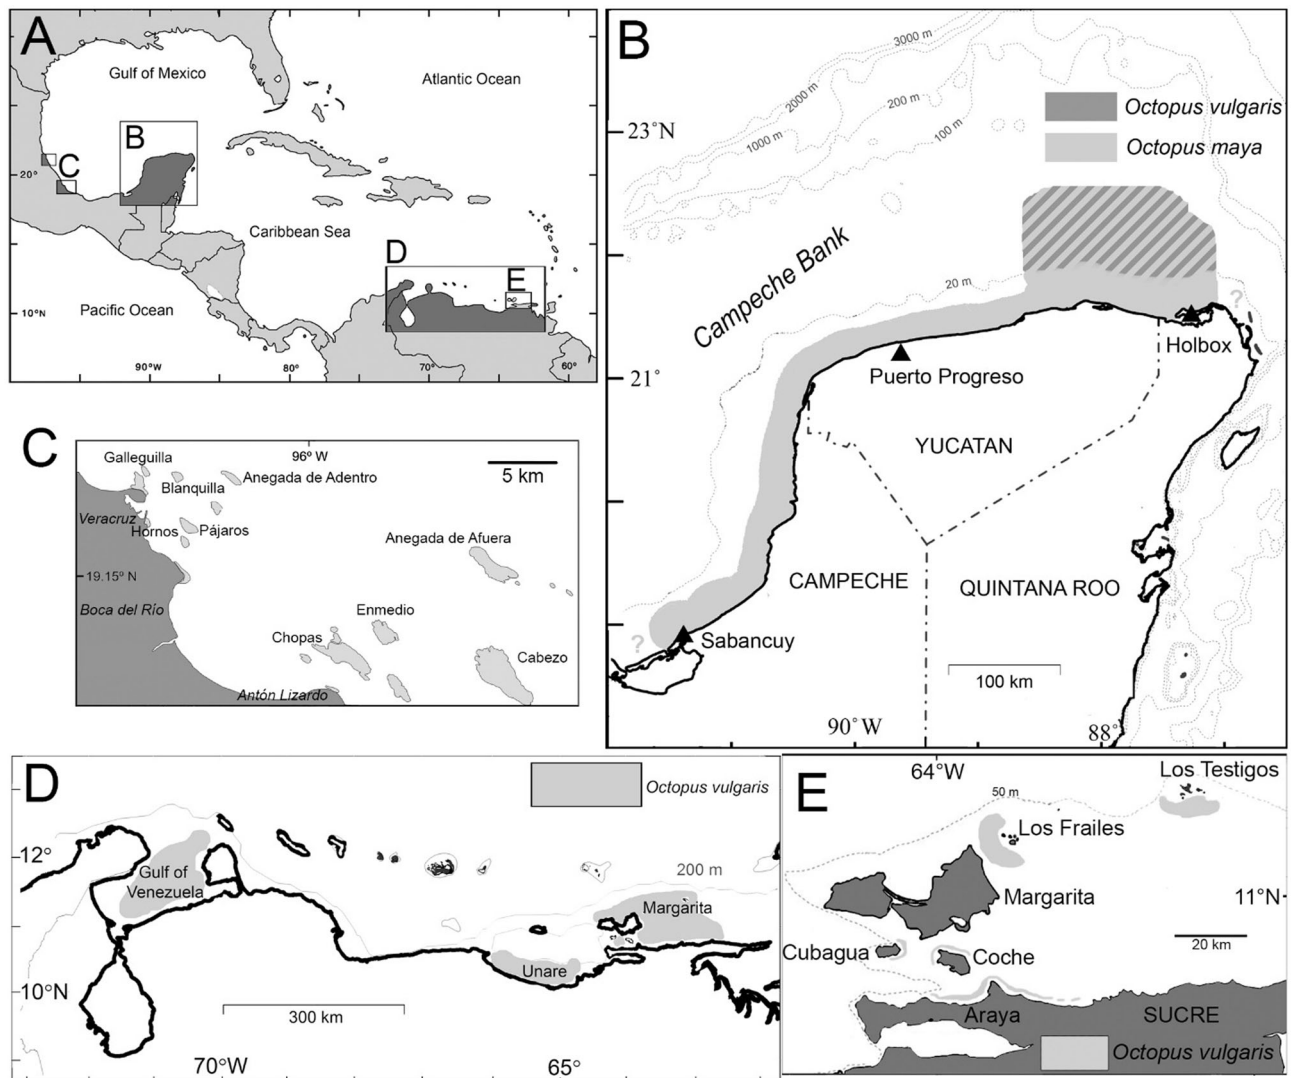 A
Gulf of Mexico
Atlantic Ocean
B
C
20°
Caribbean Sea
D
E
Pacific Ocean
10°N
90°W
80°
70°
60°
B
3000 m
2000 m
1000 m
200 m
100 m
23°N
Octopus vulgaris
Octopus maya
Campeche Bank
20 m
?
Holbox
Puerto Progreso
21°
YUCATAN
CAMPECHE
QUINTANA ROO
?
Sabancuy
100 km
90°W
88°
C
96° W
5 km
Galleguilla
Blanquilla
Anegada de Adentro
Veracruz
Hornos
Pájaros
Anegada de Afuera
19.15° N
Boca del Río
Enmedio
Chopas
Cabezo
Antón Lizardo
D
Octopus vulgaris
12°
Gulf of
Venezuela
200 m
Margarita
Unare
10°N
300 km
70°W
65°
E
64°W
50 m
Los Testigos
Los Frailes
Margarita
11°N
20 km
Cubagua
Coche
Araya
SUCRE
Octopus vulgaris